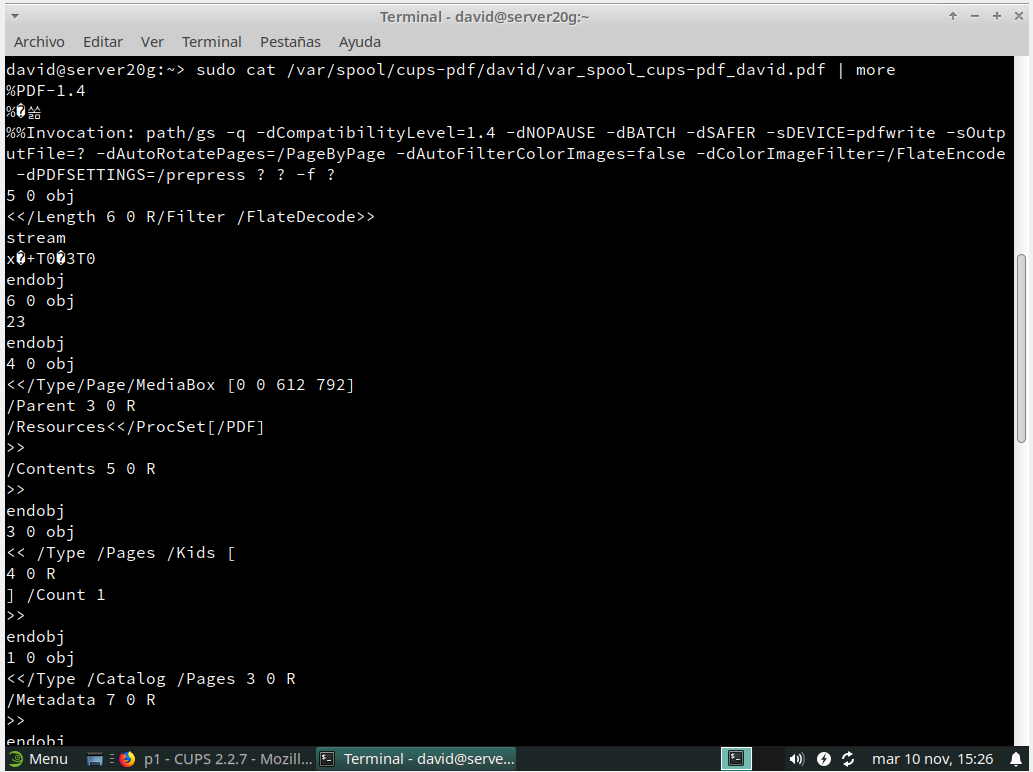 Terminal - david@server20g:~
Archivo Editar Ver Terminal Pestañas Ayuda
david@server20g:~> sudo cat /var/spool/cups-pdf/david/var_spool_cups-pdf_david.pdf | more
%PDF-1.4
%�쏢
%%Invocation: path/gs -q -dCompatibilityLevel=1.4 -dNOPAUSE -dBATCH -dSAFER -sDEVICE=pdfwrite -sOutp
utFile=? -dAutoRotatePages=/PageByPage -dAutoFilterColorImages=false -dColorImageFilter=/FlateEncode
 -dPDFSETTINGS=/prepress ? ? -f ?
5 0 obj
<</Length 6 0 R/Filter /FlateDecode>>
stream
x�+T0�3T0
endobj
6 0 obj
23
endobj
4 0 obj
<</Type/Page/MediaBox [0 0 612 792]
/Parent 3 0 R
/Resources<</ProcSet[/PDF]
>>
/Contents 5 0 R
>>
endobj
3 0 obj
<< /Type /Pages /Kids [
4 0 R
] /Count 1
>>
endobj
1 0 obj
<</Type /Catalog /Pages 3 0 R
/Metadata 7 0 R
>>
endobj
Menu p1 - CUPS 2.2.7 - Mozill... Terminal - david@serve... mar 10 nov, 15:26